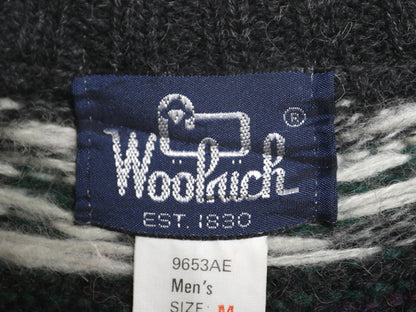 ®
Woolrich
EST. 1830
9653AE
Men's
SIZE: M